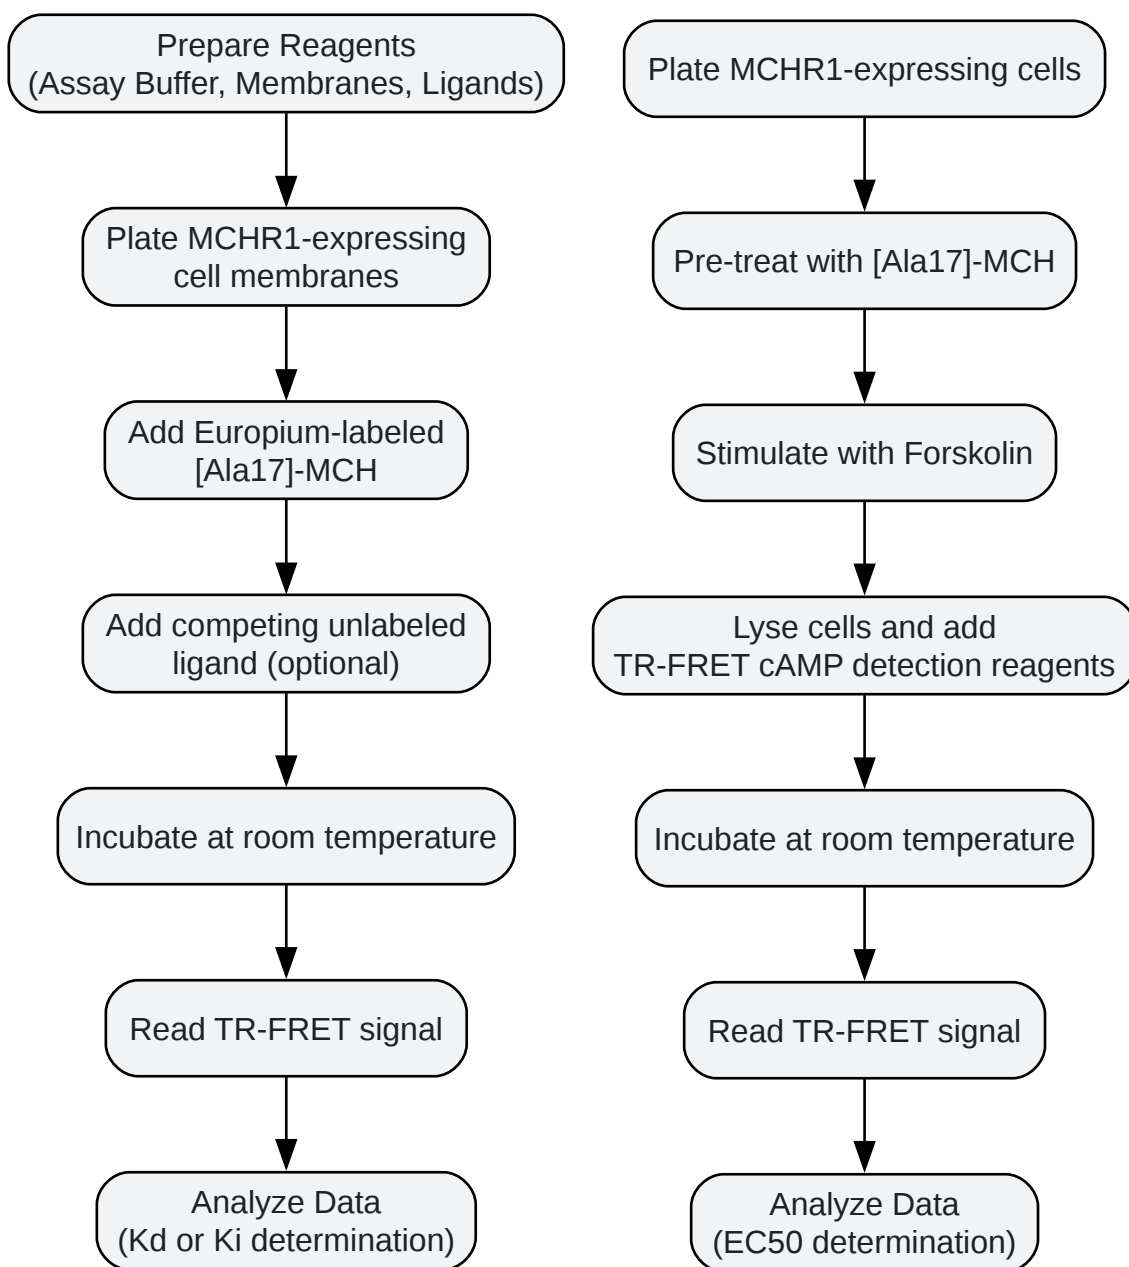 Prepare Reagents
(Assay Buffer, Membranes, Ligands)
Plate MCHR1-expressing
cell membranes
Add Europium-labeled
[Ala17]-MCH
Add competing unlabeled
ligand (optional)
Incubate at room temperature
Read TR-FRET signal
Analyze Data
(Kd or Ki determination)
Plate MCHR1-expressing cells
Pre-treat with [Ala17]-MCH
Stimulate with Forskolin
Lyse cells and add
TR-FRET cAMP detection reagents
Incubate at room temperature
Read TR-FRET signal
Analyze Data
(EC50 determination)